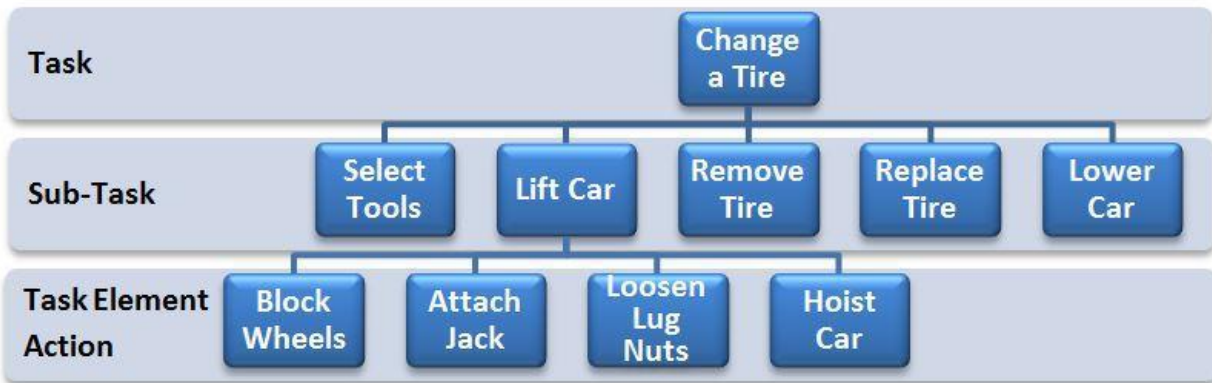 Task
Change
a Tire
Sub-Task
Select
Tools
Lift Car
Remove
Tire
Replace
Tire
Lower
Car
Task Element
Action
Block
Wheels
Attach
Jack
Loosen
Lug
Nuts
Hoist
Car